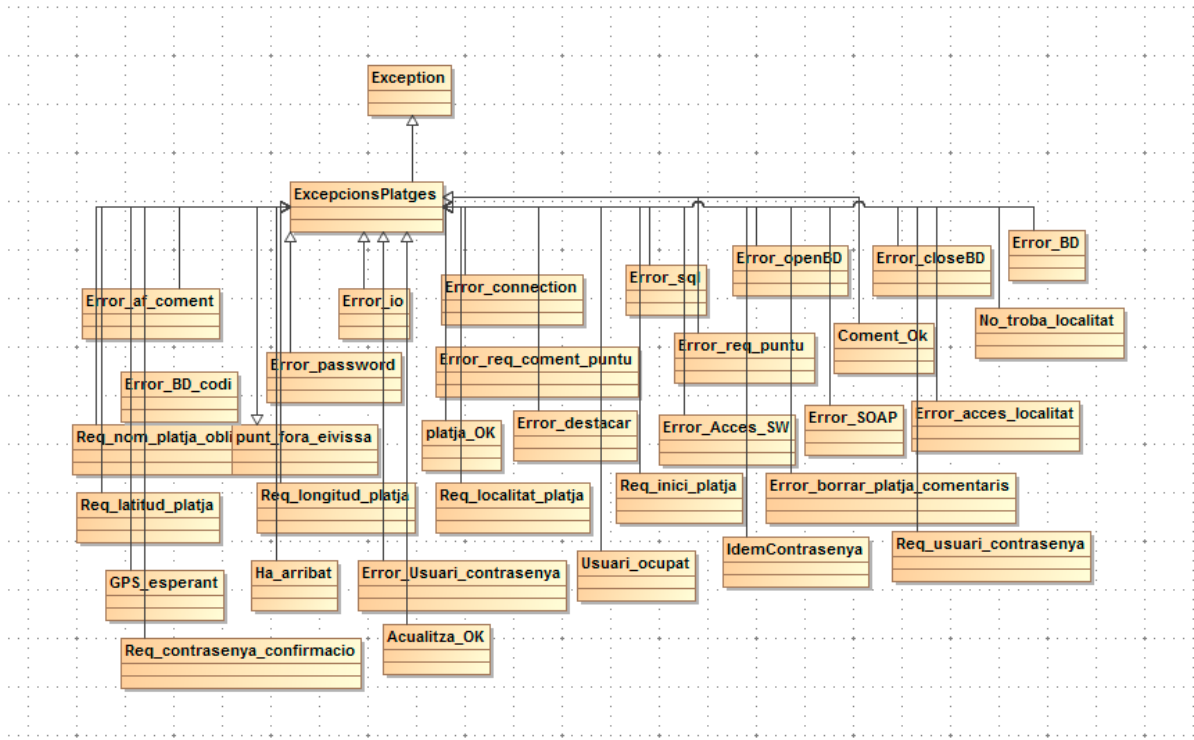 Exception
ExcepcionsPlatges
Error_BD
Error_openBD
Error_closeBD
Error_sql
Error_connection
Error_af_coment
Error_io
No_troba_localitat
Coment_Ok
Error_req_puntu
Error_req_coment_puntu
Error_password
Error_BD_codi
Error_acces_localitat
Error_SOAP
Error_destacar
Error_Acces_SW
platja_OK
Req_nom_platja_obli
punt_fora_eivissa
Req_inici_platja
Error_borrar_platja_comentaris
Req_longitud_platja
Req_localitat_platja
Req_latitud_platja
Req_usuari_contrasenya
IdemContrasenya
Usuari_ocupat
Ha_arribat
Error_Usuari_contrasenya
GPS_esperant
Acualitza_OK
Req_contrasenya_confirmacio